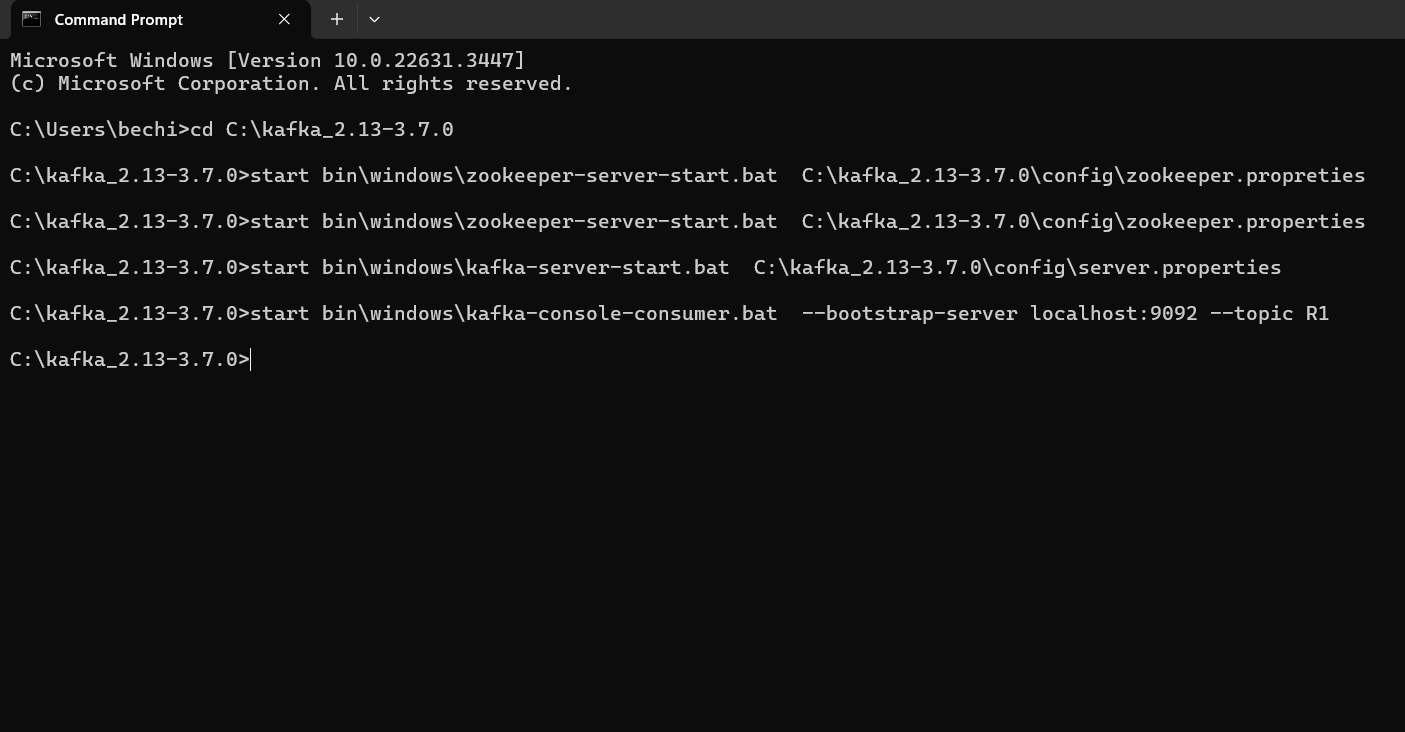 Command Prompt
Microsoft Windows [Version 10.0.22631.3447]
(c) Microsoft Corporation. All rights reserved.
C:\Users\bechi>cd C:\kafka_2.13-3.7.0
C:\kafka_2.13-3.7.0>start bin\windows\zookeeper-server-start.bat  C:\kafka_2.13-3.7.0\config\zookeeper.propreties
C:\kafka_2.13-3.7.0>start bin\windows\zookeeper-server-start.bat  C:\kafka_2.13-3.7.0\config\zookeeper.properties
C:\kafka_2.13-3.7.0>start bin\windows\kafka-server-start.bat  C:\kafka_2.13-3.7.0\config\server.properties
C:\kafka_2.13-3.7.0>start bin\windows\kafka-console-consumer.bat  --bootstrap-server localhost:9092 --topic R1
C:\kafka_2.13-3.7.0>